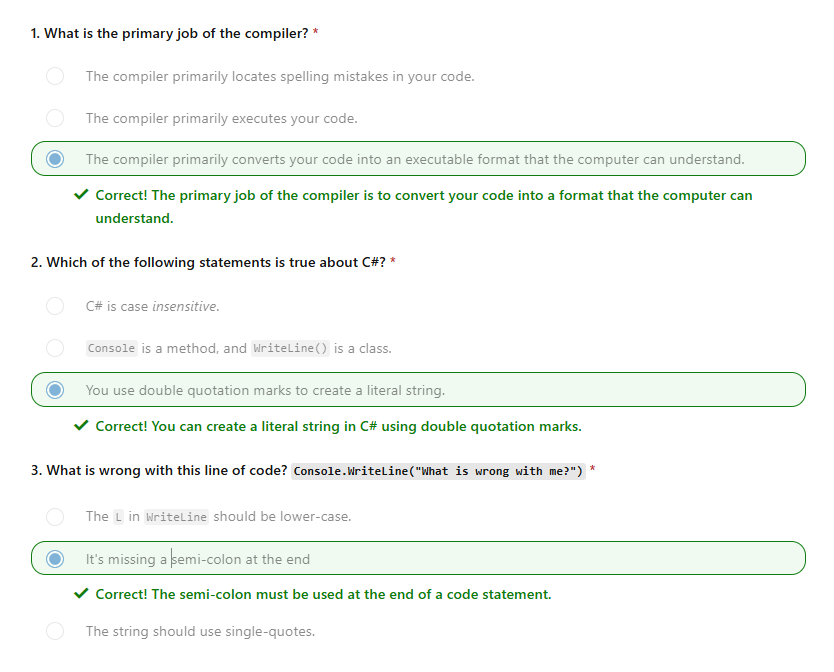 1. What is the primary job of the compiler? *
The compiler primarily locates spelling mistakes in your code.
The compiler primarily executes your code.
The compiler primarily converts your code into an executable format that the computer can understand.
Correct! The primary job of the compiler is to convert your code into a format that the computer can
understand.
2. Which of the following statements is true about C#? *
C# is case insensitive.
Console is a method, and WriteLine() is a class.
You use double quotation marks to create a literal string.
Correct! You can create a literal string in C# using double quotation marks.
3. What is wrong with this line of code? Console.WriteLine("What is wrong with me?") *
The L in WriteLine should be lower-case.
It's missing a semi-colon at the end
Correct! The semi-colon must be used at the end of a code statement.
The string should use single-quotes.